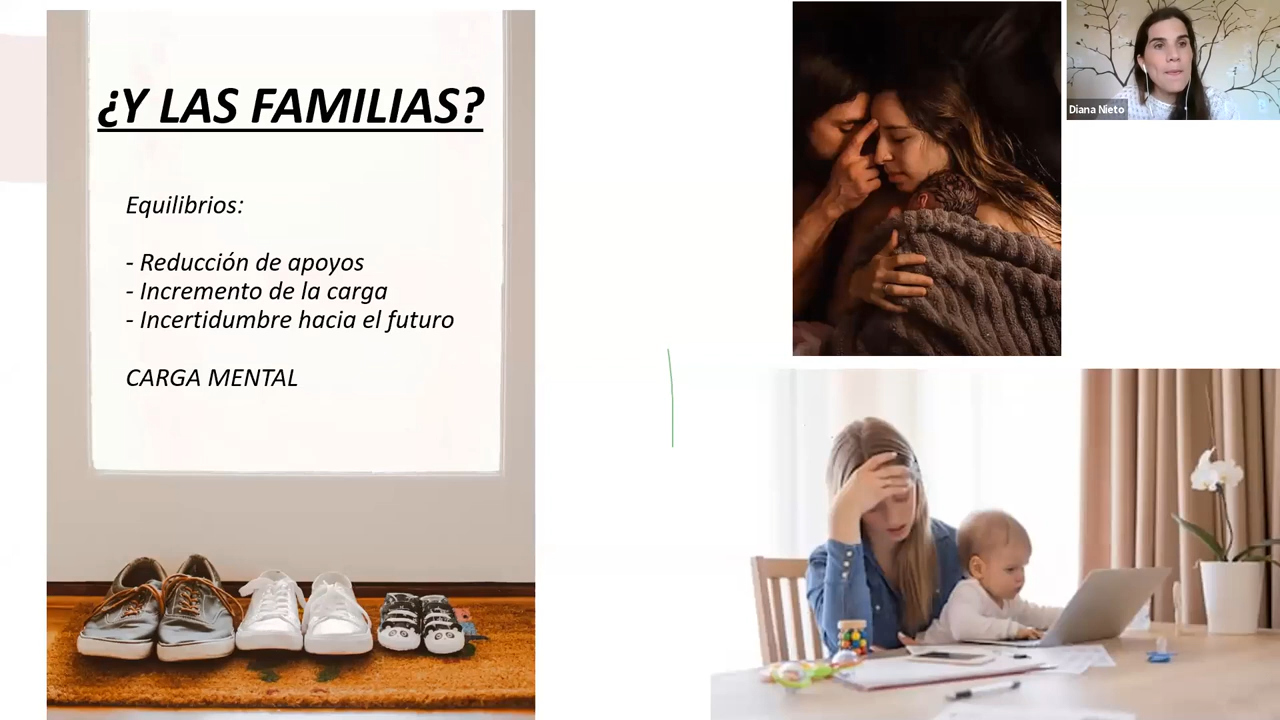 ¿Y LAS FAMILIAS?
Equilibrios:
- Reducción de apoyos
- Incremento de la carga
- Incertidumbre hacia el futuro
CARGA MENTAL
Diana Nieto